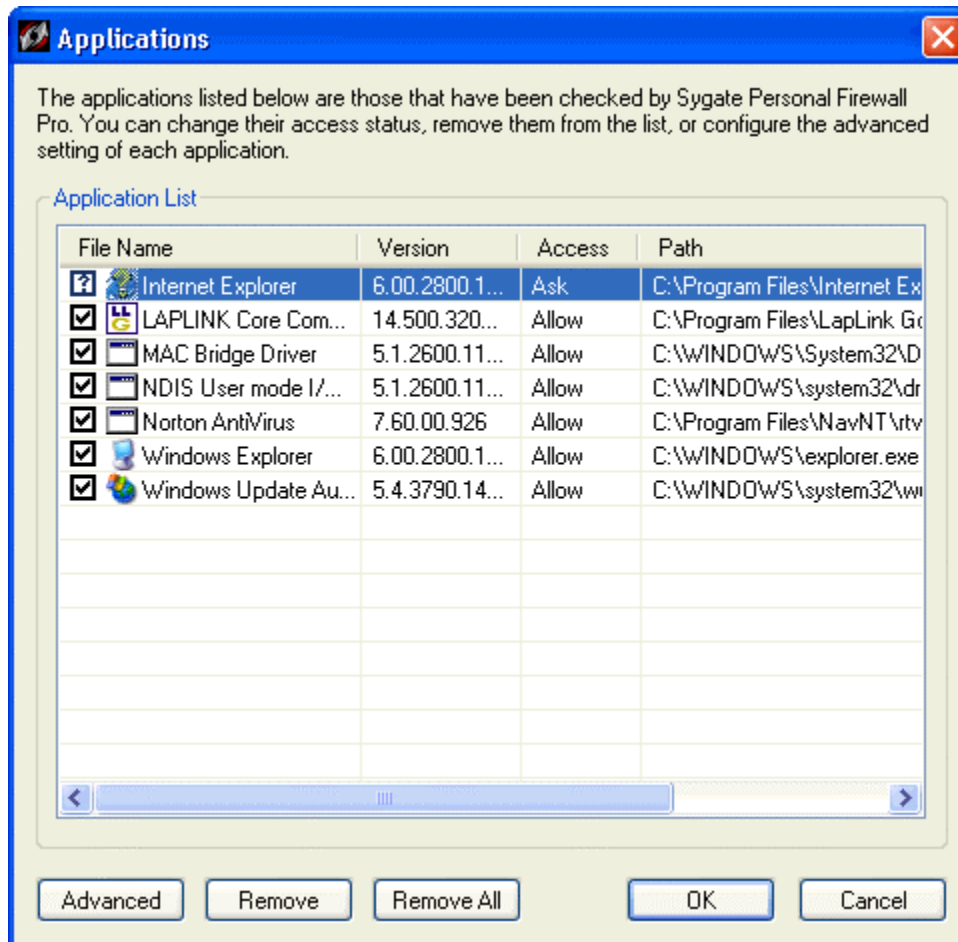 Applications
The applications listed below are those that have been checked by Sygate Personal Firewall
Pro. You can change their access status, remove them from the list, or configure the advanced
setting of each application.
Application List
File Name Version Access Path
Internet Explorer 6.00.2800.1... Ask C:\Program Files\Internet Ex
LAPLINK Core Com... 14.500.320... Allow C:\Program Files\LapLink Go
MAC Bridge Driver 5.1.2600.11... Allow C:\WINDOWS\System32\D
NDIS User mode I/... 5.1.2600.11... Allow C:\WINDOWS\system32\dr
Norton AntiVirus 7.60.00.926 Allow C:\Program Files\NavNT\rtv
Windows Explorer 6.00.2800.1... Allow C:\WINDOWS\explorer.exe
Windows Update Au... 5.4.3790.14... Allow C:\WINDOWS\system32\wu
Advanced Remove Remove All OK Cancel